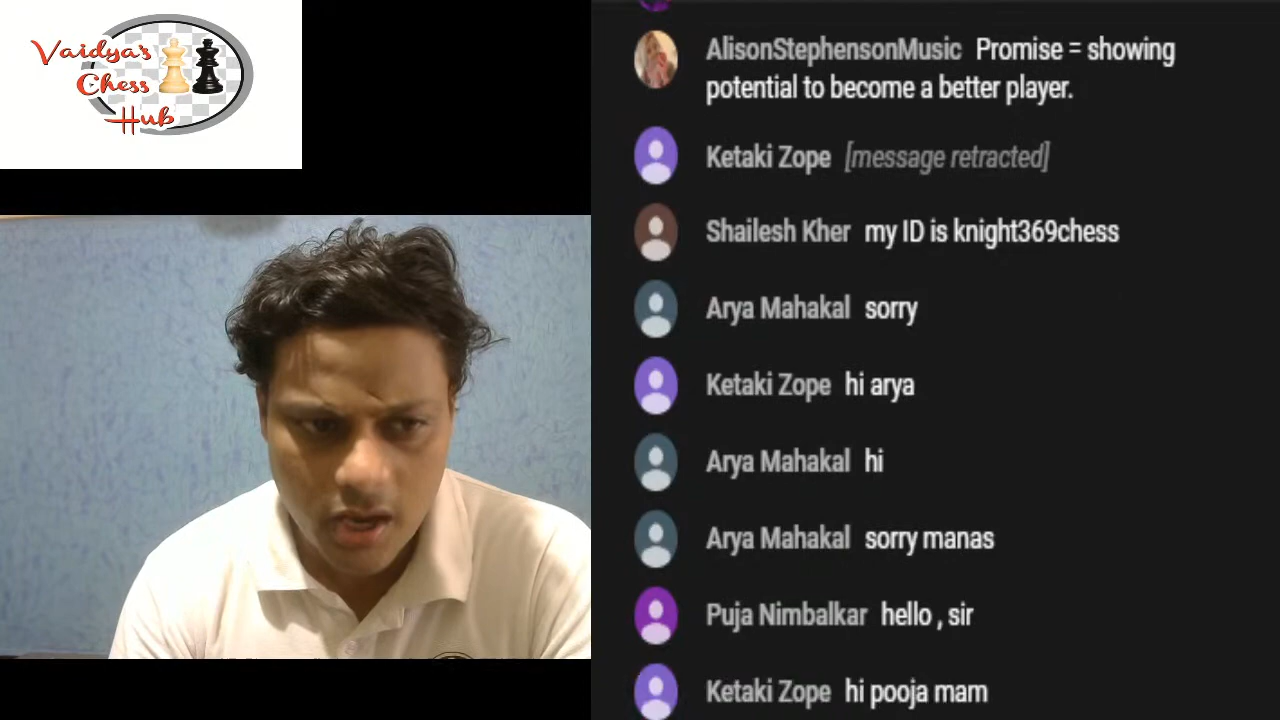 Vaidya's
Chess
Hub
AlisonStephensonMusic Promise = showing
potential to become a better player.
Ketaki Zope [message retracted]
Shailesh Kher my ID is knight369chess
Arya Mahakal sorry
Ketaki Zope hi arya
Arya Mahakal hi
Arya Mahakal sorry manas
Puja Nimbalkar hello , sir
Ketaki Zope hi pooja mam